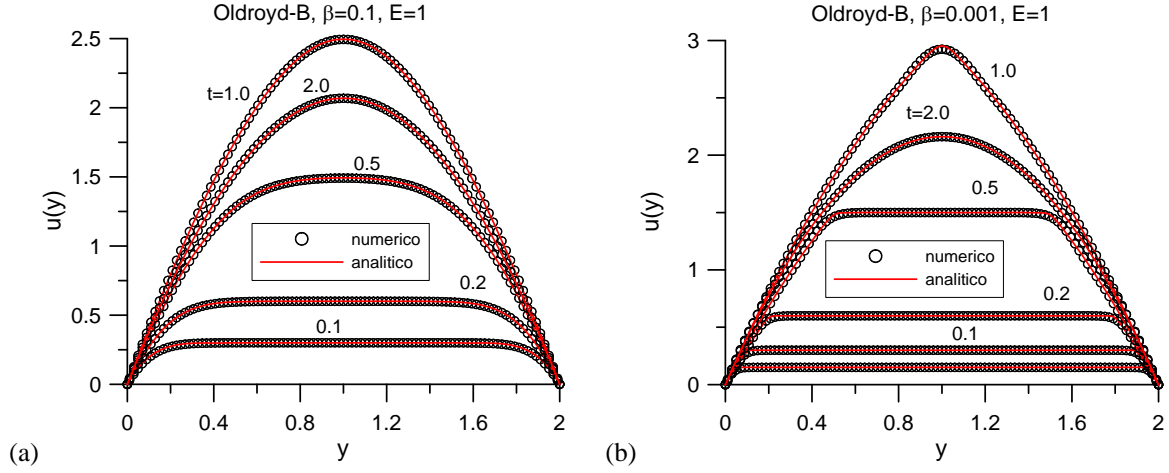 Oldroyd-B, β=0.1, E=1
2.5
2
1.5
1
0.5
0
u(y)
t=1.0
2.0
0.5
numerico
analitico
0.2
0.1
0
0.4
0.8
1.2
1.6
2
y
(a)
Oldroyd-B, β=0.001, E=1
3
2
1
0
u(y)
1.0
t=2.0
0.5
numerico
analitico
0.2
0.1
0
0.4
0.8
1.2
1.6
2
y
(b)